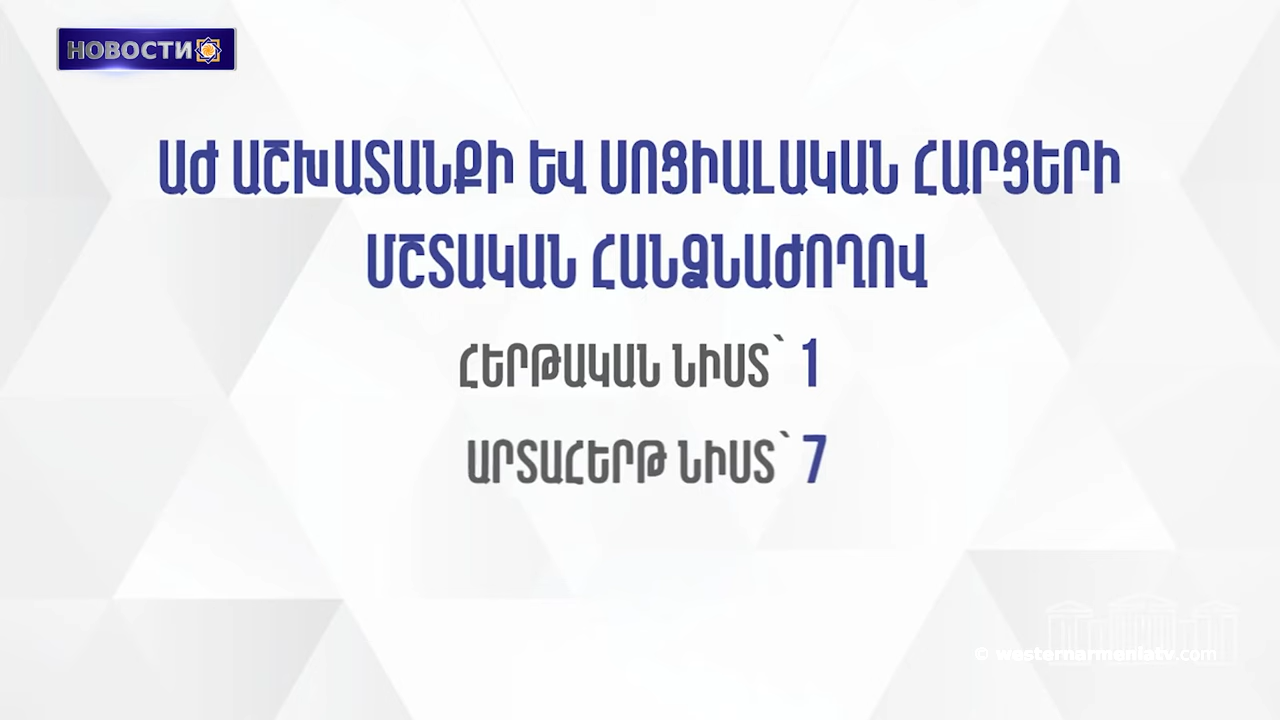 НОВОСТИ
ԱԺ ԱՇԽԱՏԱՆՔԻ ԵՎ ՍՈՑԻԱԼԱԿԱՆ ՀԱՐՑԵՐԻ
ՄՇՏԱԿԱՆ ՀԱՆՁՆԱԺՈՂՈՎ
ՀԵՐԹԱԿԱՆ ՆԻՍՏ՝ 1
ԱՐՏԱՀԵՐԹ ՆԻՍՏ՝ 7
© westernarmeniatv.com